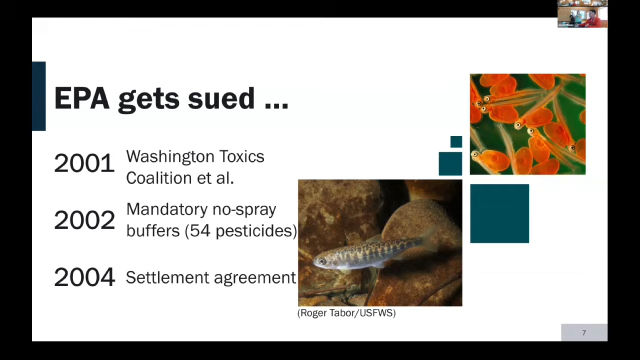 EPA gets sued ...
2001 Washington Toxics
Coalition et al.
2002 Mandatory no-spray
buffers (54 pesticides)
2004 Settlement agreement
(Roger Tabor/USFWS)
7